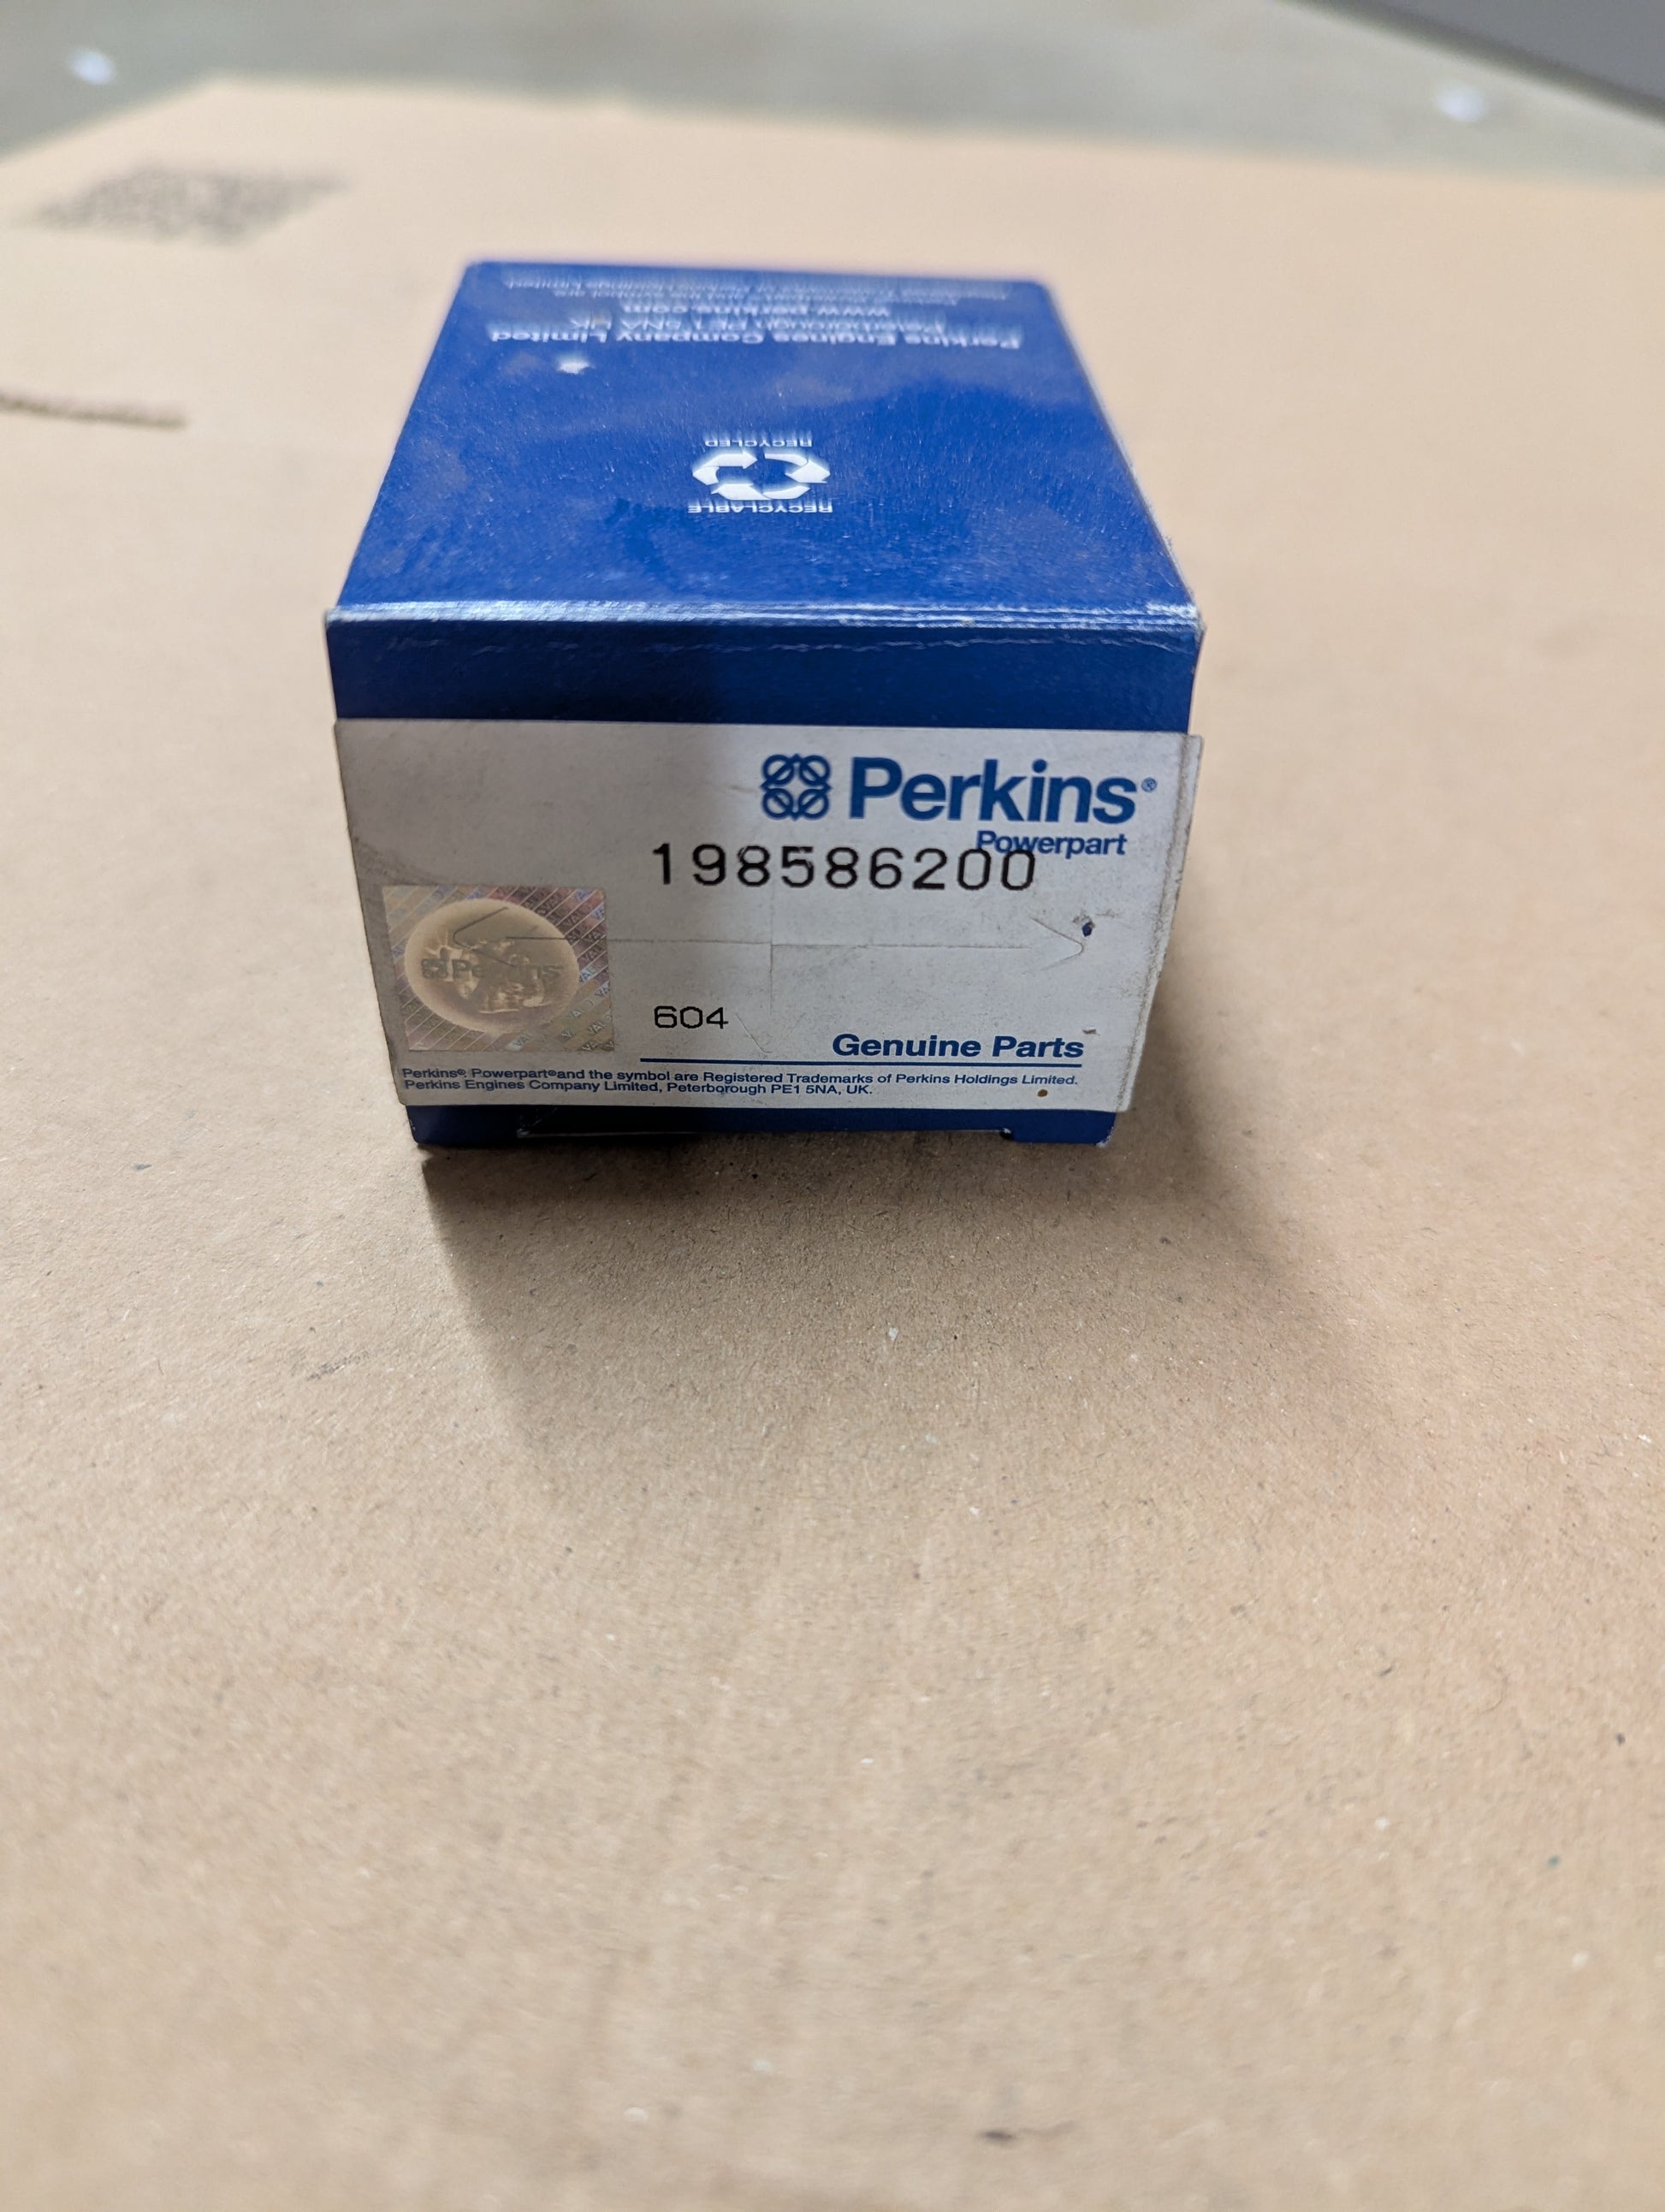 Perkins Engines Company Limited
Peterborough PE1 5NA UK
www.perkins.com
RECYCLED
RECYCLABLE
Perkins®
Powerpart
198586200
Perkins
604
Genuine Parts
Perkins®, Powerpart®and the symbol are Registered Trademarks of Perkins Holdings Limited.
Perkins Engines Company Limited, Peterborough PE1 5NA, UK.